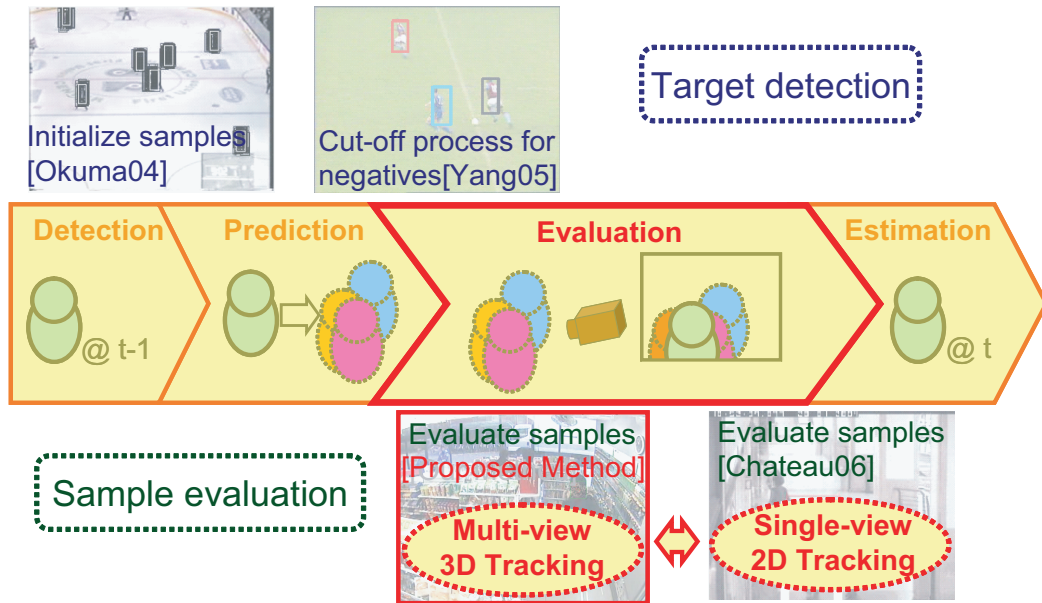 Initialize samples
[Okuma04]
Cut-off process for
negatives[Yang05]
Target detection
Detection
Prediction
Evaluation
Estimation
@ t-1
@ t
Sample evaluation
Evaluate samples
[Proposed Method]
Multi-view
3D Tracking
Evaluate samples
[Chateau06]
Single-view
2D Tracking